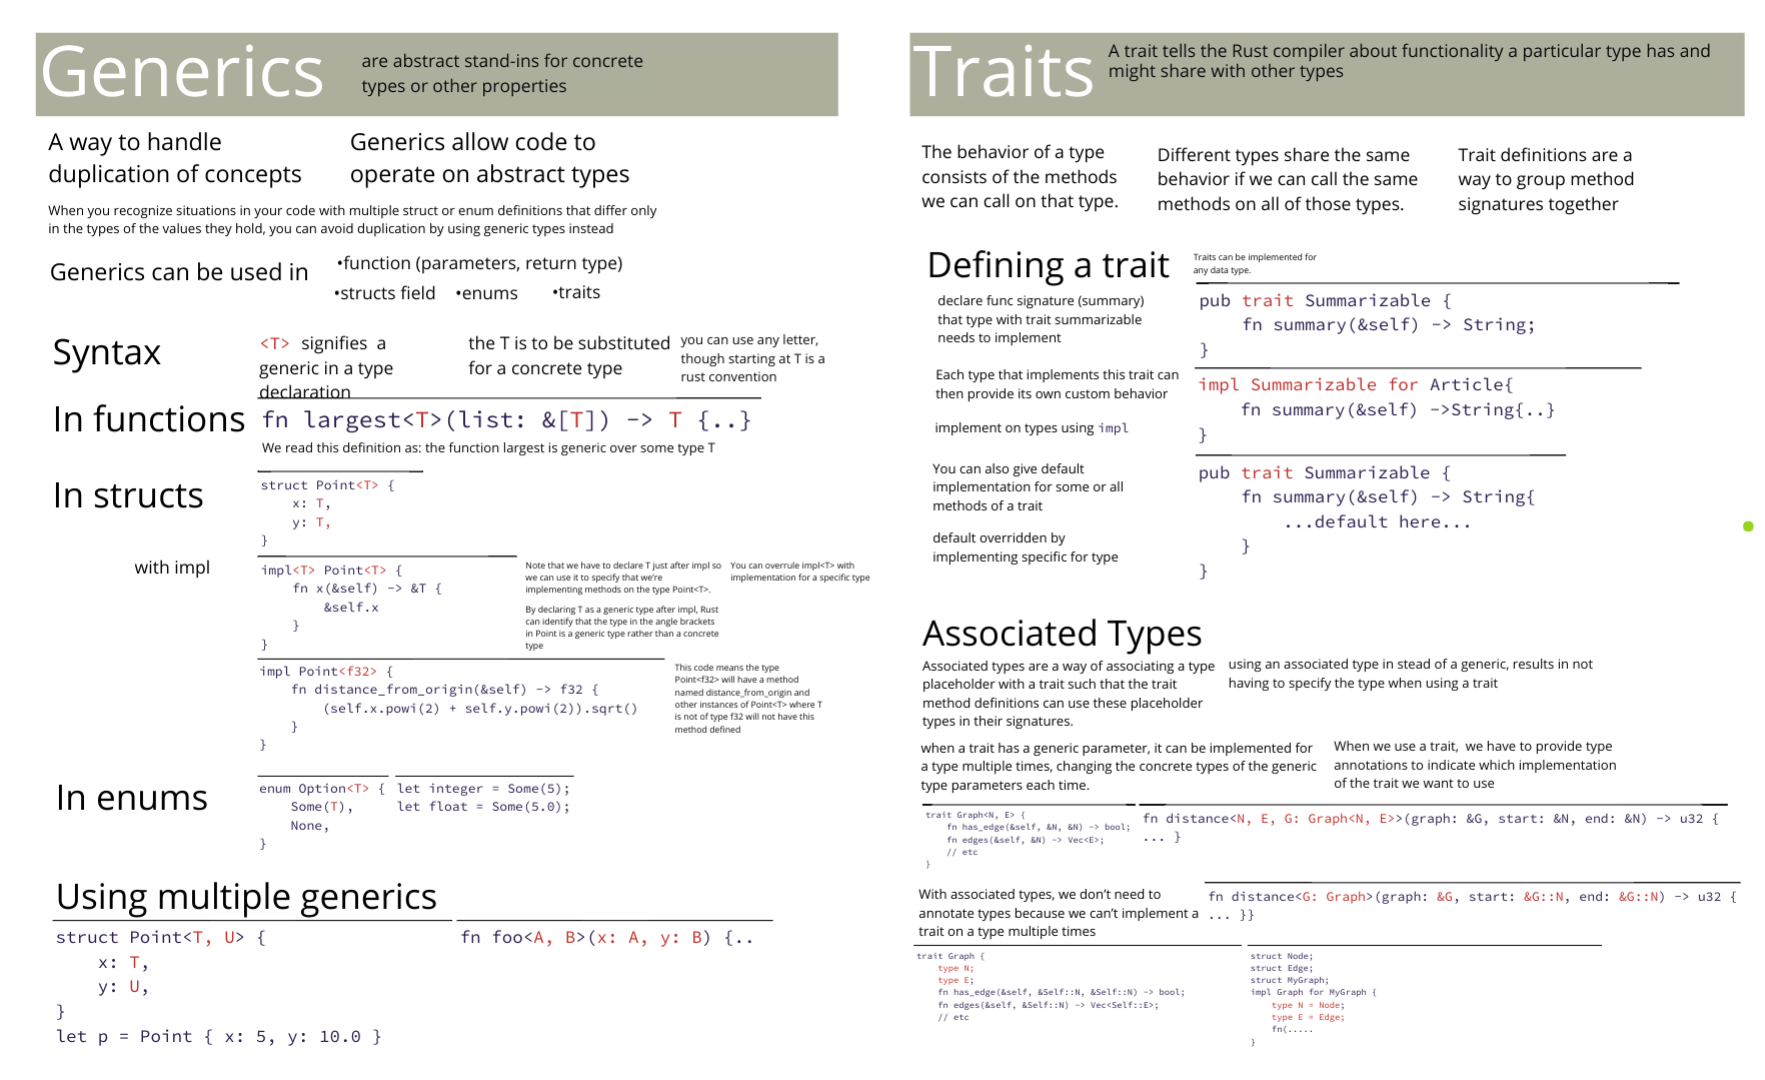 Generics
are abstract stand-ins for concrete
types or other properties
A way to handle
duplication of concepts
Generics allow code to
operate on abstract types
When you recognize situations in your code with multiple struct or enum definitions that differ only
in the types of the values they hold, you can avoid duplication by using generic types instead
Generics can be used in
•function (parameters, return type)
•structs field •enums •traits
Syntax
<T> signifies a
generic in a type
declaration
the T is to be substituted
for a concrete type
you can use any letter,
though starting at T is a
rust convention
In functions
fn largest<T>(list: &[T]) -> T {..}
We read this definition as: the function largest is generic over some type T
In structs
struct Point<T> {
    x: T,
    y: T,
}
with impl
impl<T> Point<T> {
    fn x(&self) -> &T {
        &self.x
    }
}
Note that we have to declare T just after impl so
we can use it to specify that we're
implementing methods on the type Point<T>.
By declaring T as a generic type after impl, Rust
can identify that the type in the angle brackets
in Point is a generic type rather than a concrete
type
You can overrule impl<T> with
implementation for a specific type
impl Point<f32> {
    fn distance_from_origin(&self) -> f32 {
        (self.x.powi(2) + self.y.powi(2)).sqrt()
    }
}
This code means the type
Point<f32> will have a method
named distance_from_origin and
other instances of Point<T> where T
is not of type f32 will not have this
method defined
In enums
enum Option<T> {
    Some(T),
    None,
}
let integer = Some(5);
let float = Some(5.0);
Using multiple generics
struct Point<T, U> {
    x: T,
    y: U,
}
let p = Point { x: 5, y: 10.0 }
fn foo<A, B>(x: A, y: B) {..
Traits
A trait tells the Rust compiler about functionality a particular type has and
might share with other types
The behavior of a type
consists of the methods
we can call on that type.
Different types share the same
behavior if we can call the same
methods on all of those types.
Trait definitions are a
way to group method
signatures together
Defining a trait
Traits can be implemented for
any data type.
declare func signature (summary)
that type with trait summarizable
needs to implement
pub trait Summarizable {
    fn summary(&self) -> String;
}
Each type that implements this trait can
then provide its own custom behavior
implement on types using impl
impl Summarizable for Article{
    fn summary(&self) ->String{..}
}
You can also give default
implementation for some or all
methods of a trait
default overridden by
implementing specific for type
pub trait Summarizable {
    fn summary(&self) -> String{
        ...default here...
    }
}
Associated Types
Associated types are a way of associating a type
placeholder with a trait such that the trait
method definitions can use these placeholder
types in their signatures.
using an associated type in stead of a generic, results in not
having to specify the type when using a trait
when a trait has a generic parameter, it can be implemented for
a type multiple times, changing the concrete types of the generic
type parameters each time.
When we use a trait,  we have to provide type
annotations to indicate which implementation
of the trait we want to use
trait Graph<N, E> {
    fn has_edge(&self, &N, &N) -> bool;
    fn edges(&self, &N) -> Vec<E>;
    // etc
}
fn distance<N, E, G: Graph<N, E>>(graph: &G, start: &N, end: &N) -> u32 {
... }
With associated types, we don't need to
annotate types because we can't implement a
trait on a type multiple times
fn distance<G: Graph>(graph: &G, start: &G::N, end: &G::N) -> u32 {
... }}
trait Graph {
    type N;
    type E;
    fn has_edge(&self, &Self::N, &Self::N) -> bool;
    fn edges(&self, &Self::N) -> Vec<Self::E>;
    // etc
struct Node;
struct Edge;
struct MyGraph;
impl Graph for MyGraph {
    type N = Node;
    type E = Edge;
    fn(.....
}